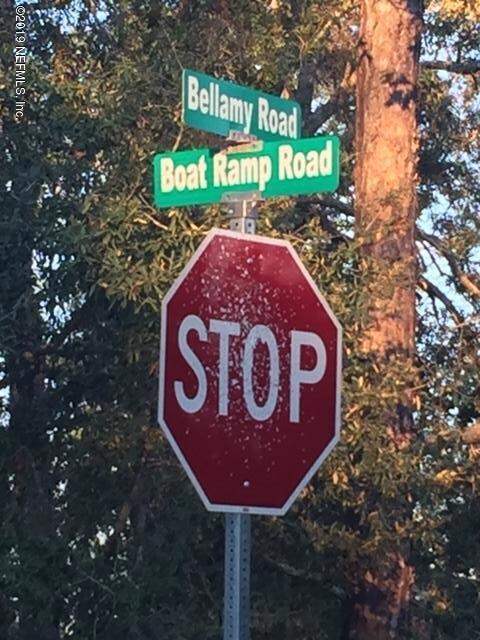 ©2019 NEFMLS, Inc.
Bellamy Road
Boat Ramp Road
STOP